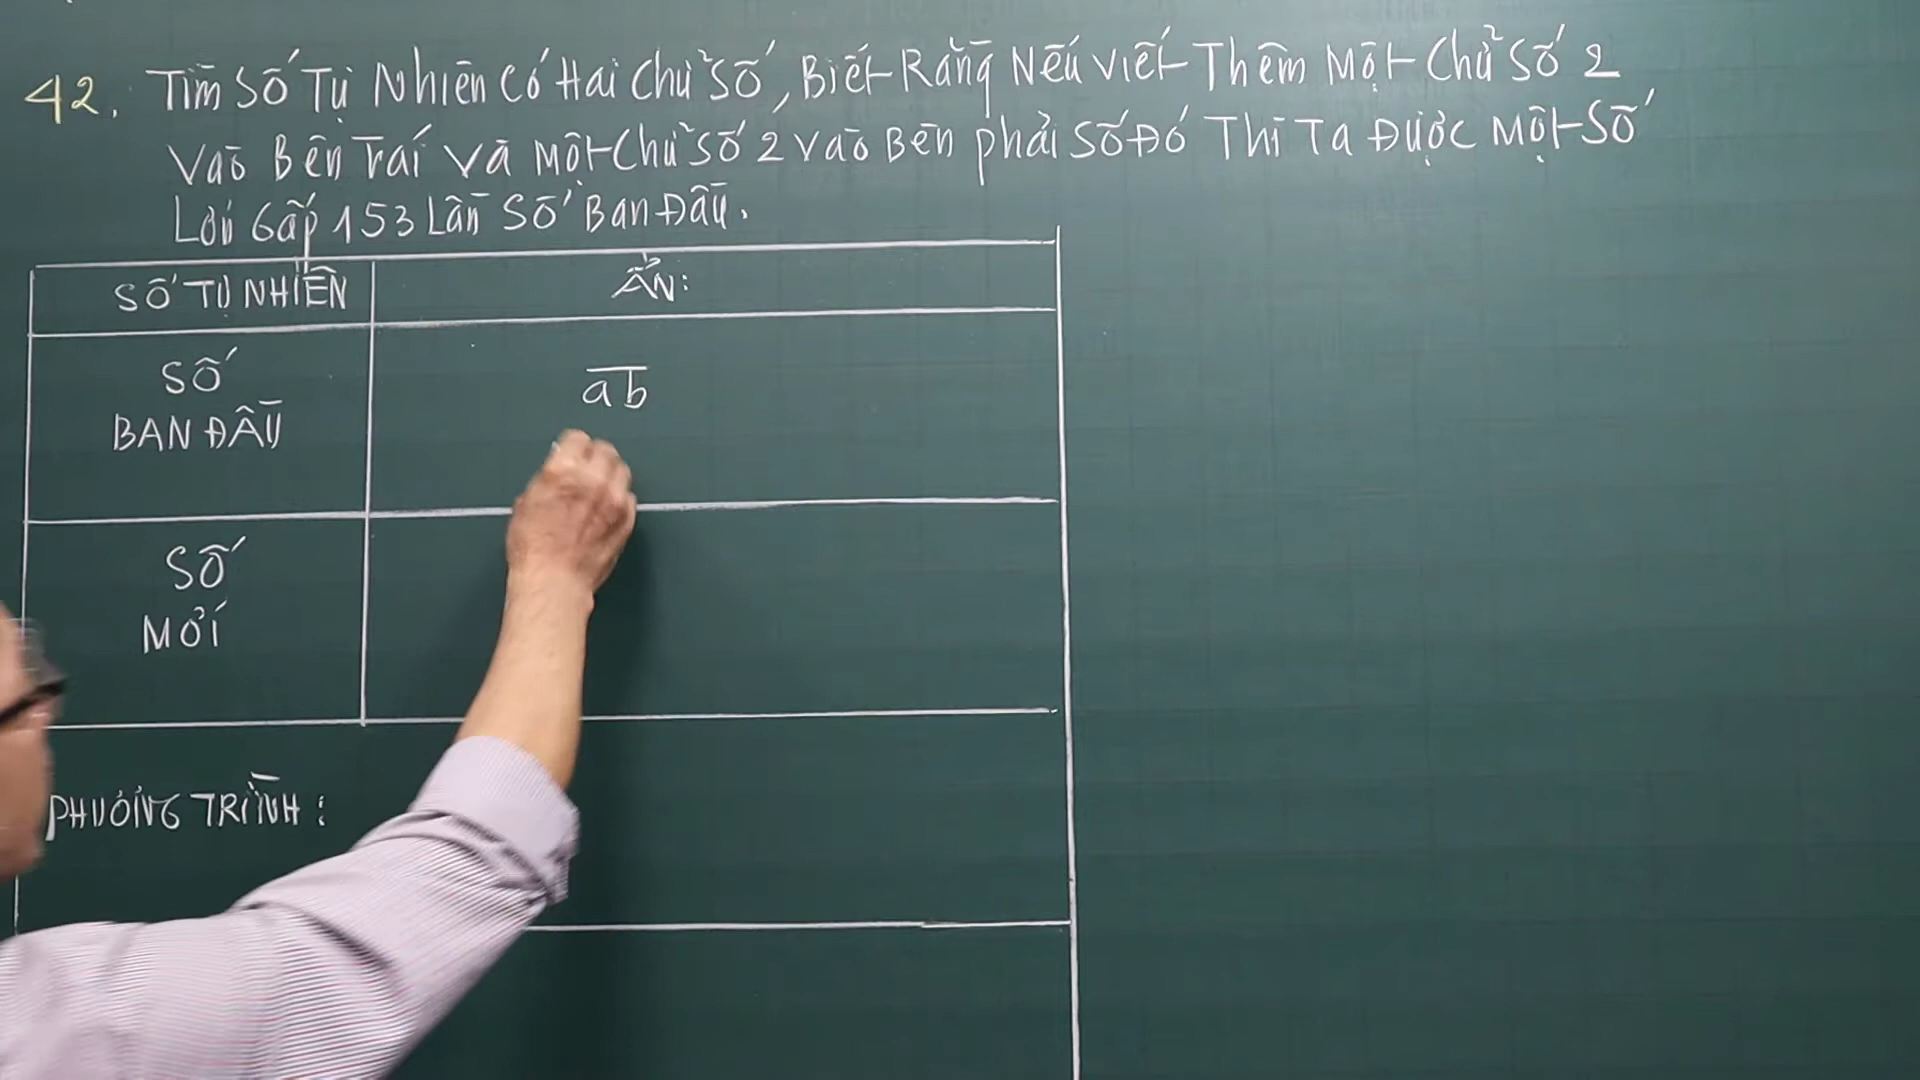 42. Tìm Số Tự Nhiên Có Hai Chữ Số, Biết Rằng Nếu Viết Thêm Một Chữ Số 2
Vào Bên Trái Và Một Chữ Số 2 Vào Bên phải Số Đó Thì Ta Được Một Số
Lớn Gấp 153 Lần Số Ban Đầu.
SỐ TỰ NHIÊN
ẨN:
SỐ
BAN ĐẦU
ab
SỐ
MỚI
PHƯƠNG TRÌNH: